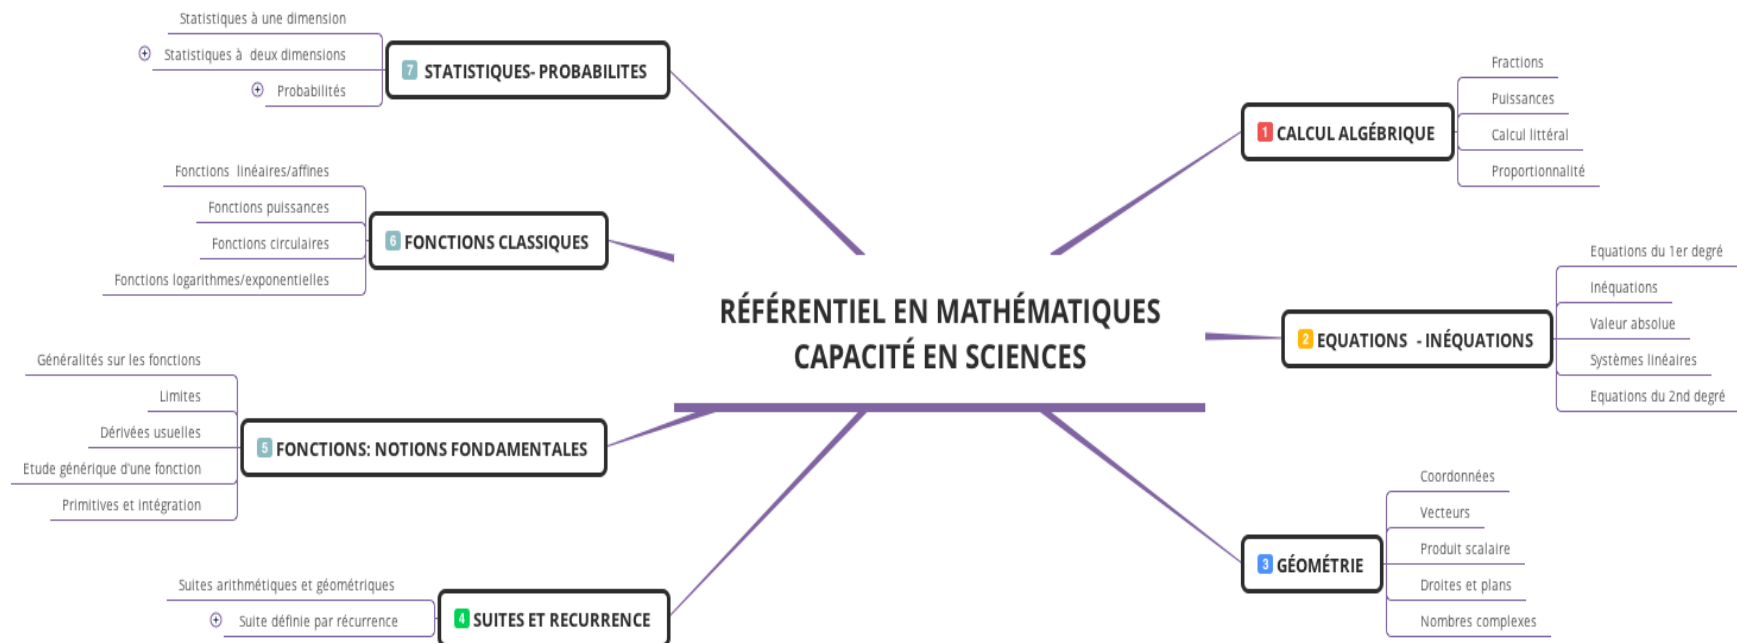 RÉFÉRENTIEL EN MATHÉMATIQUES
CAPACITÉ EN SCIENCES
1 CALCUL ALGÉBRIQUE
Fractions
Puissances
Calcul littéral
Proportionnalité
2 EQUATIONS - INÉQUATIONS
Equations du 1er degré
Inéquations
Valeur absolue
Systèmes linéaires
Equations du 2nd degré
3 GÉOMÉTRIE
Coordonnées
Vecteurs
Produit scalaire
Droites et plans
Nombres complexes
4 SUITES ET RECURRENCE
Suites arithmétiques et géométriques
Suite définie par récurrence
5 FONCTIONS: NOTIONS FONDAMENTALES
Généralités sur les fonctions
Limites
Dérivées usuelles
Etude générique d'une fonction
Primitives et intégration
6 FONCTIONS CLASSIQUES
Fonctions linéaires/affines
Fonctions puissances
Fonctions circulaires
Fonctions logarithmes/exponentielles
7 STATISTIQUES- PROBABILITES
Statistiques à une dimension
Statistiques à deux dimensions
Probabilités